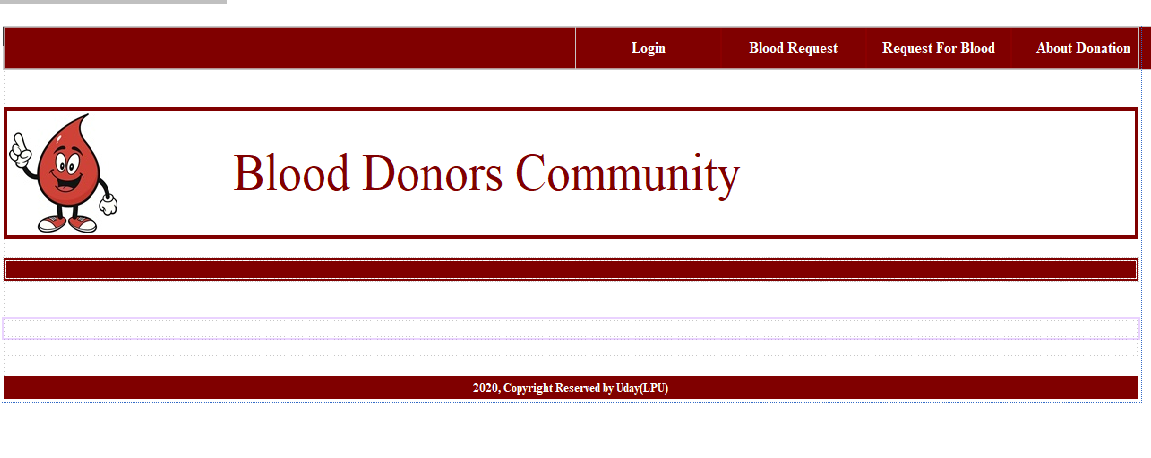 Login Blood Request Request For Blood About Donation
Blood Donors Community
2020, Copyright Reserved by Uday(LPU)